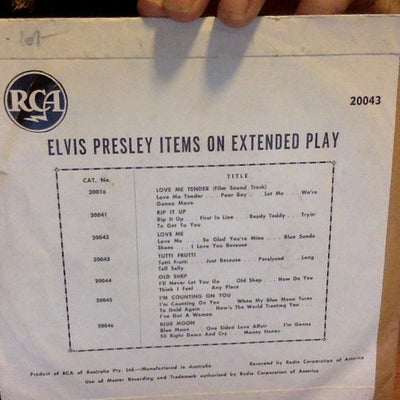 10/-
RCA
20043
ELVIS PRESLEY ITEMS ON EXTENDED PLAY
CAT. No. TITLE
20016 LOVE ME TENDER (Film Sound Track)
Love Me Tender . . . Poor Boy . . . Let Me . . . We're
Gonna Move
20041 RIP IT UP
Rip It Up . . . First In Line . . . Ready Teddy . . . Tryin'
To Get To You
20042 LOVE ME
Love Me . . . So Glad You're Mine . . . Blue Suede
Shoes . . . I Love You Because
20043 TUTTI FRUTTI
Tutti Frutti . . . Just Because . . . Paralysed . . . Long
Tall Sally
20044 OLD SHEP
I'll Never Let You Go . . . Old Shep . . . How Do You
Think I Feel . . . Any Place
20045 I'M COUNTING ON YOU
I'm Counting On You . . . When My Blue Moon Turns
To Gold Again . . . How's The World Treating You . . .
I've Got A Woman
20046 BLUE MOON
Blue Moon . . . One Sided Love Affair . . . I'm Gonna
Sit Right Down And Cry . . . Money Honey
Product of RCA of Australia Pty. Ltd.—Manufactured in Australia Recorded by Radio Corporation of America
Use of Master Recording and Trademark authorised by Radio Corporation of America